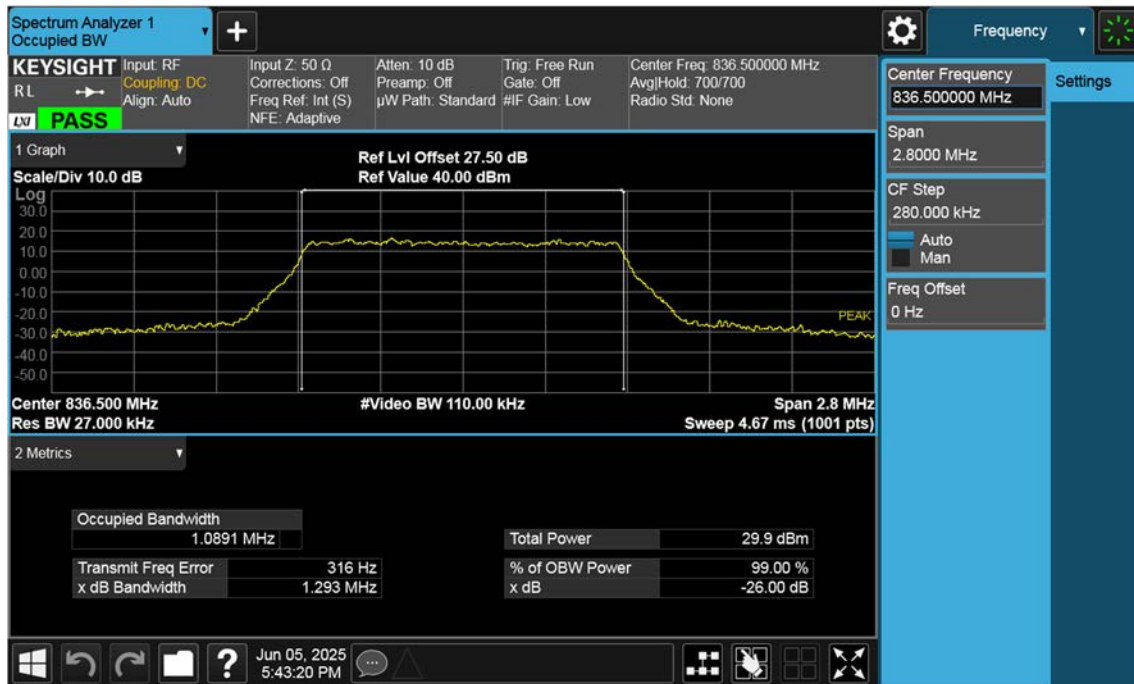 Spectrum Analyzer 1
Occupied BW
Frequency
KEYSIGHT
RL
LXI
PASS
Input: RF
Coupling: DC
Align: Auto
Input Z: 50 Ω
Corrections: Off
Freq Ref: Int (S)
NFE: Adaptive
Atten: 10 dB
Preamp: Off
µW Path: Standard
Trig: Free Run
Gate: Off
#IF Gain: Low
Center Freq: 836.500000 MHz
Avg|Hold: 700/700
Radio Std: None
Center Frequency
836.500000 MHz
Settings
Span
2.8000 MHz
CF Step
280.000 kHz
Auto
Man
Freq Offset
0 Hz
1 Graph
Scale/Div 10.0 dB
Ref Lvl Offset 27.50 dB
Ref Value 40.00 dBm
Log
30.0
20.0
10.0
0.00
-10.0
-20.0
-30.0
-40.0
-50.0
PEAK
Center 836.500 MHz
#Video BW 110.00 kHz
Span 2.8 MHz
Res BW 27.000 kHz
Sweep 4.67 ms (1001 pts)
2 Metrics
Occupied Bandwidth
1.0891 MHz
Total Power 29.9 dBm
Transmit Freq Error 316 Hz
% of OBW Power 99.00 %
x dB Bandwidth 1.293 MHz
x dB -26.00 dB
?
Jun 05, 2025
5:43:20 PM